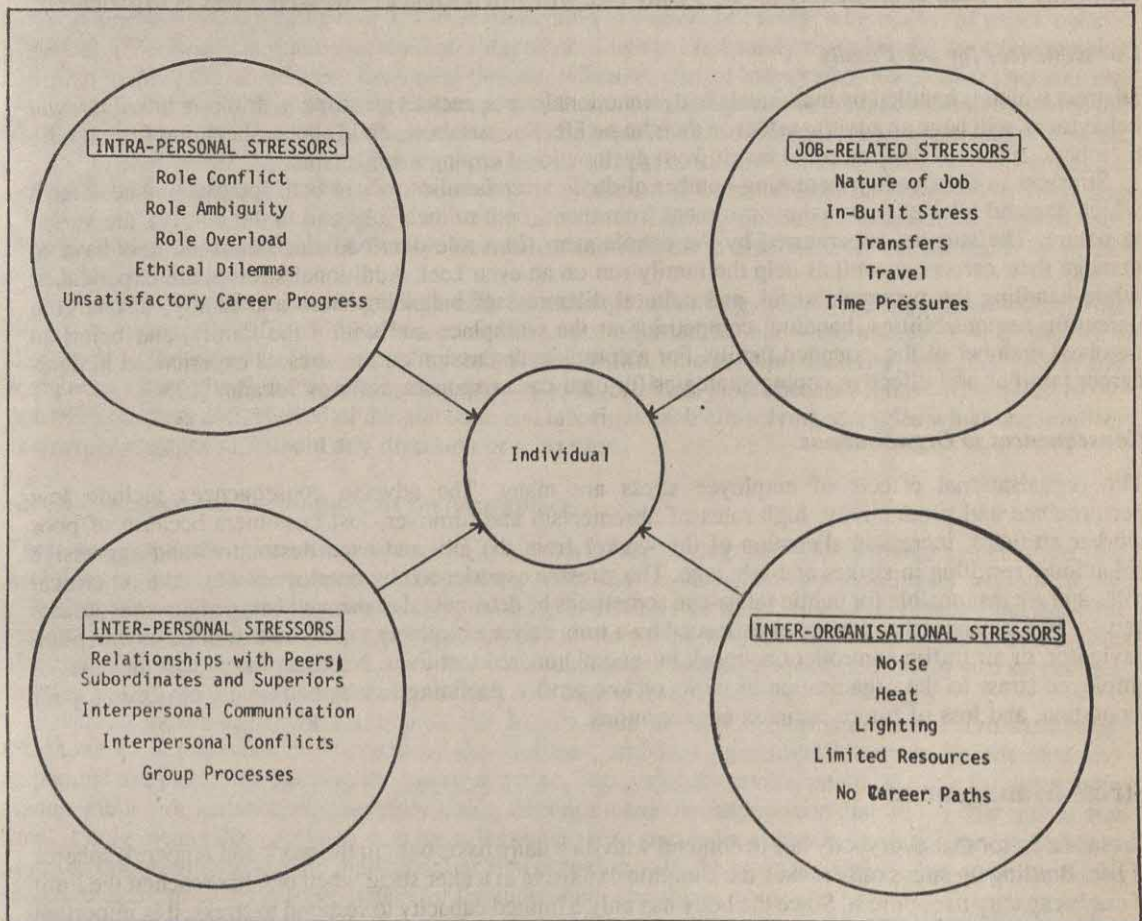 INTRA-PERSONAL STRESSORS
Role Conflict
Role Ambiguity
Role Overload
Ethical Dilemmas
Unsatisfactory Career Progress
JOB-RELATED STRESSORS
Nature of Job
In-Built Stress
Transfers
Travel
Time Pressures
Individual
INTER-PERSONAL STRESSORS
Relationships with Peers,
Subordinates and Superiors
Interpersonal Communication
Interpersonal Conflicts
Group Processes
INTER-ORGANISATIONAL STRESSORS
Noise
Heat
Lighting
Limited Resources
No Career Paths